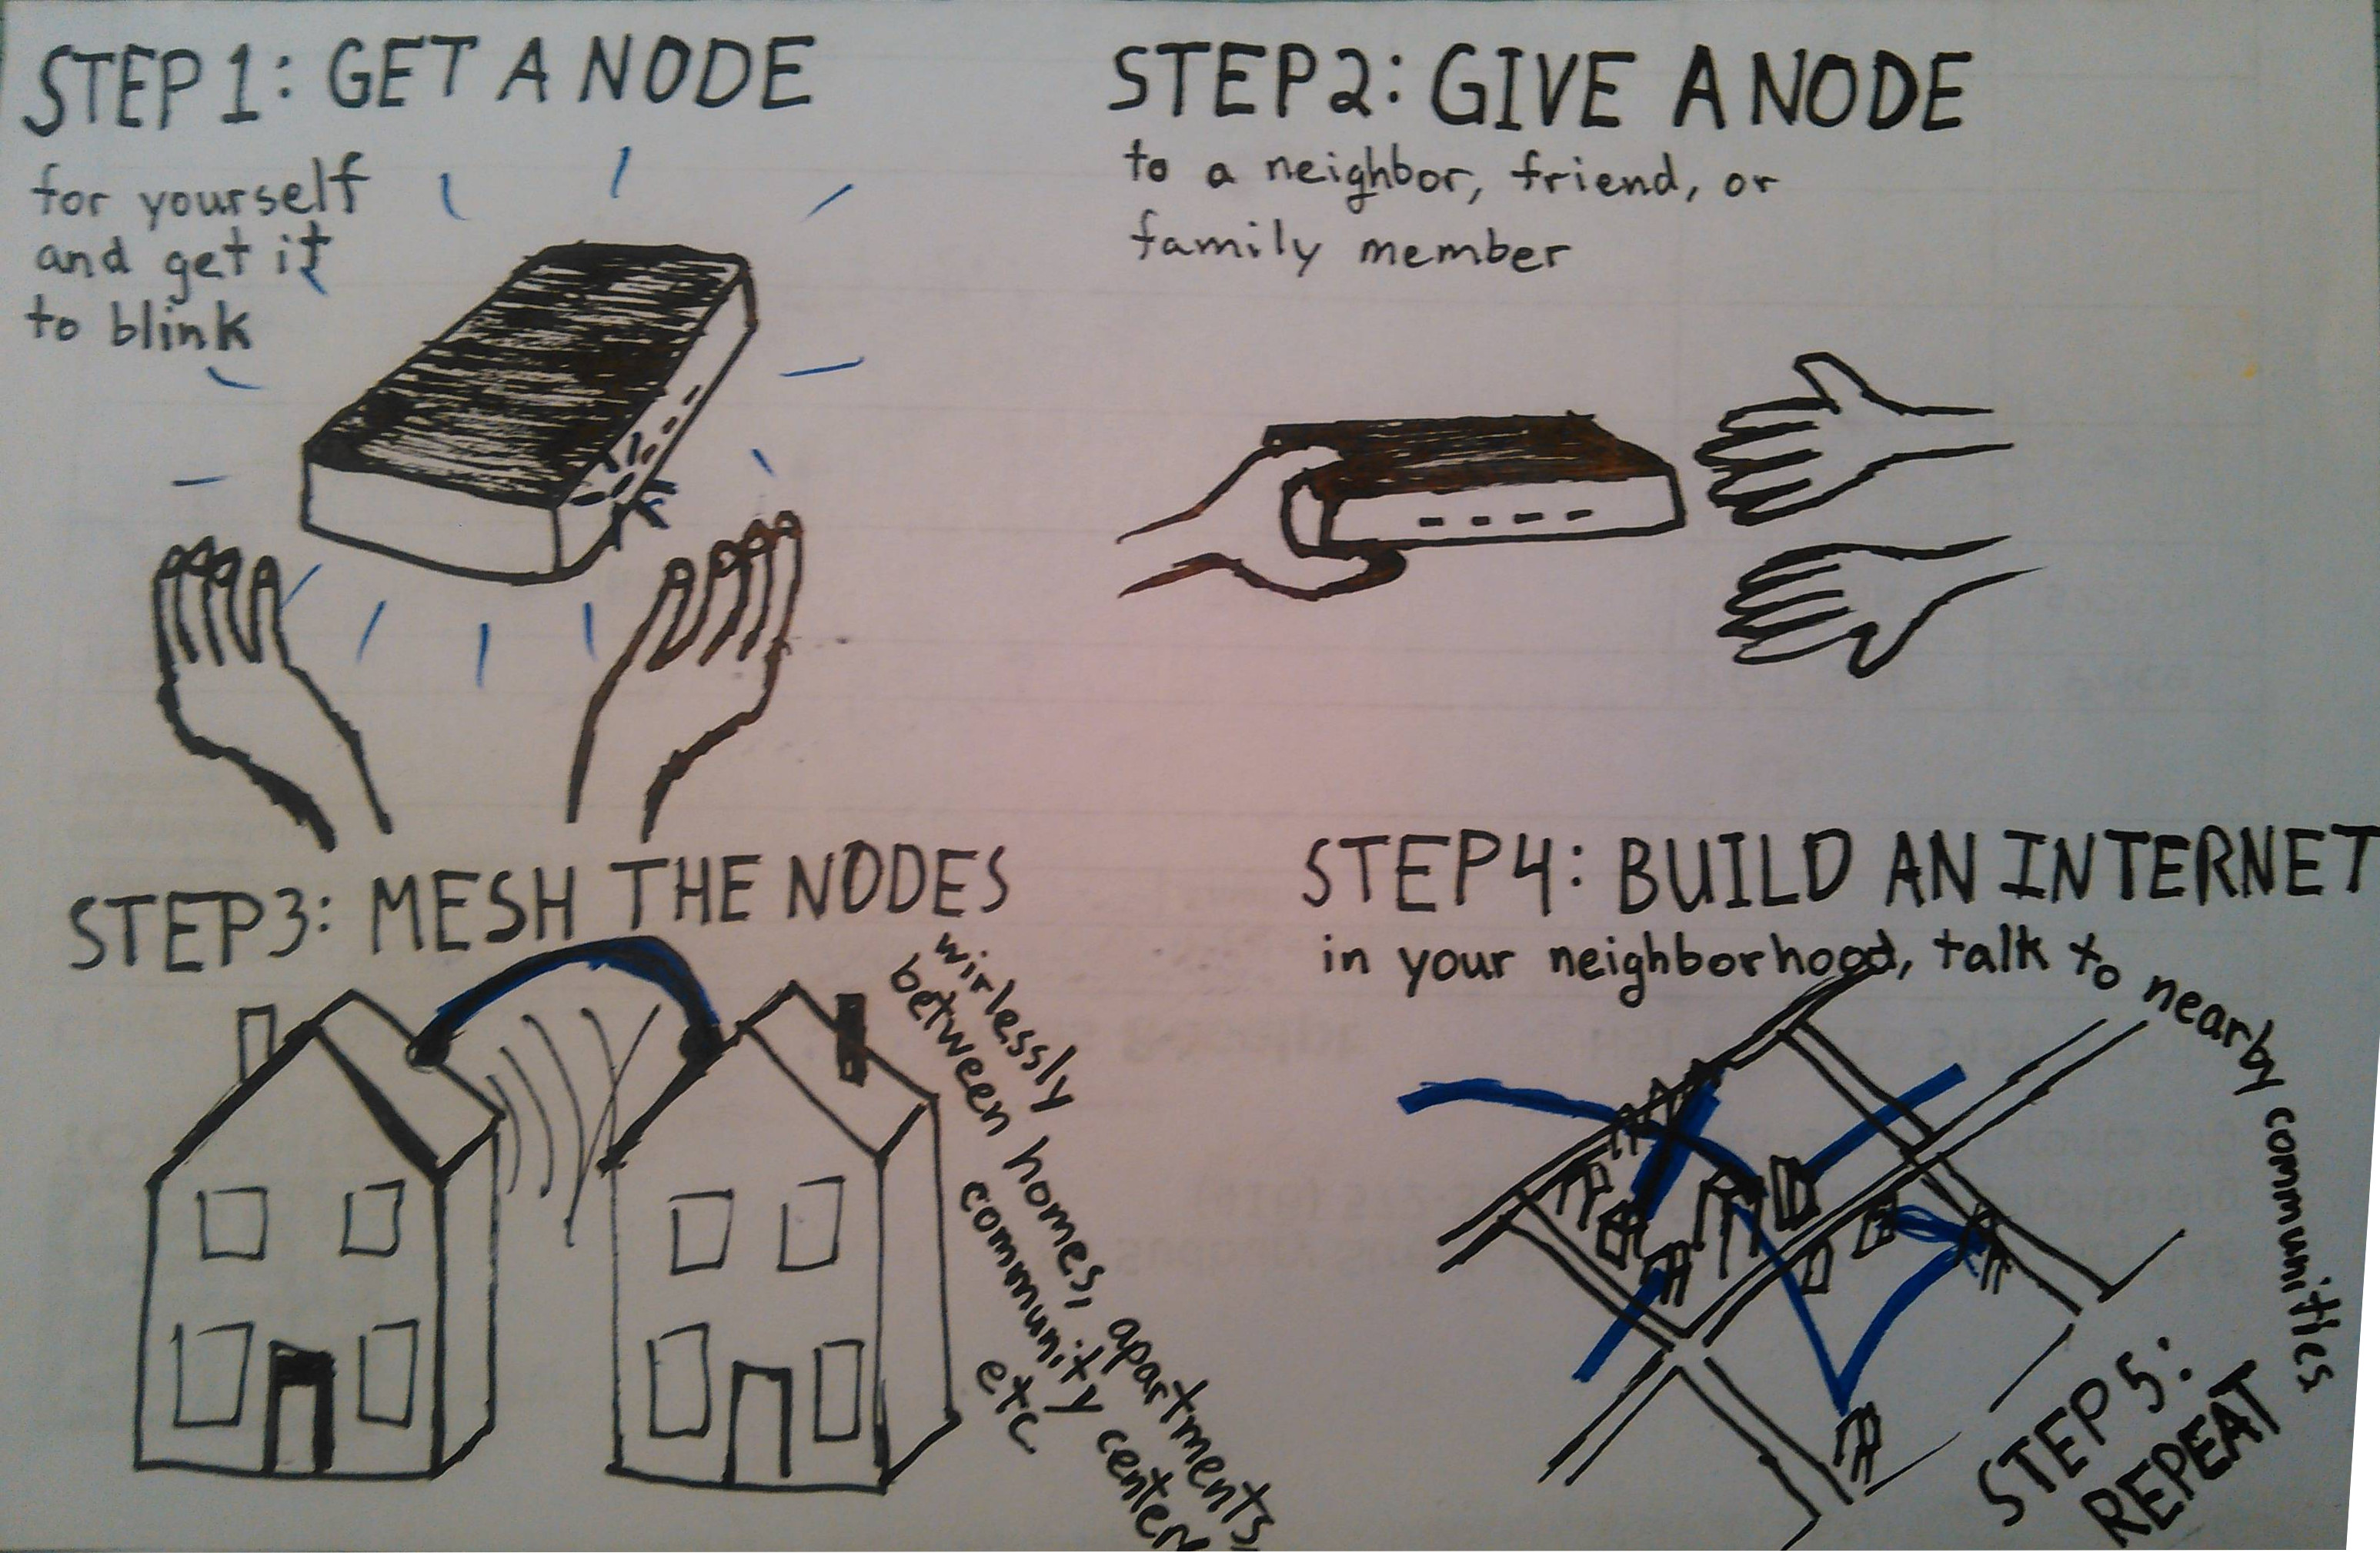 STEP 1: GET A NODE
for yourself
and get it
to blink
STEP 2: GIVE A NODE
to a neighbor, friend, or
family member
STEP 3: MESH THE NODES
wirlessly
between homes, apartments,
community center
etc
STEP 4: BUILD AN INTERNET
in your neighborhood, talk to nearby communities
STEP 5:
REPEAT